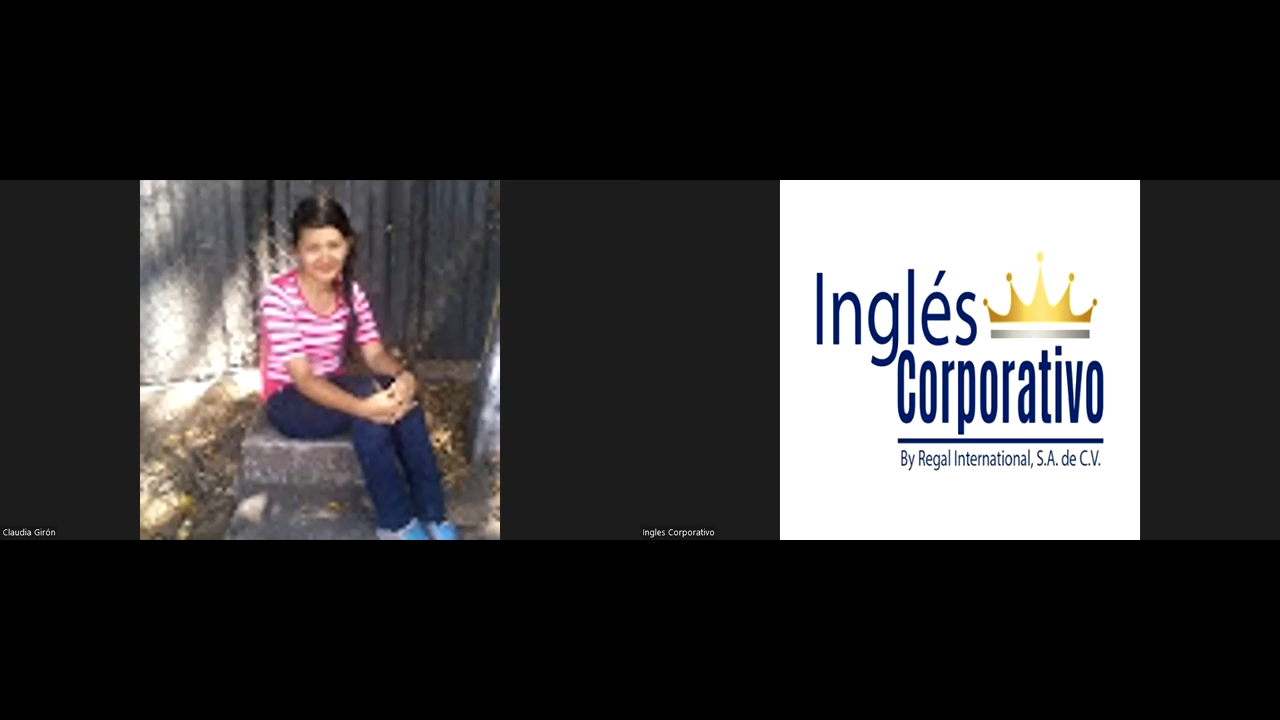 Inglés
Corporativo
By Regal International, S.A. de C.V.
Claudia Girón
Ingles Corporativo